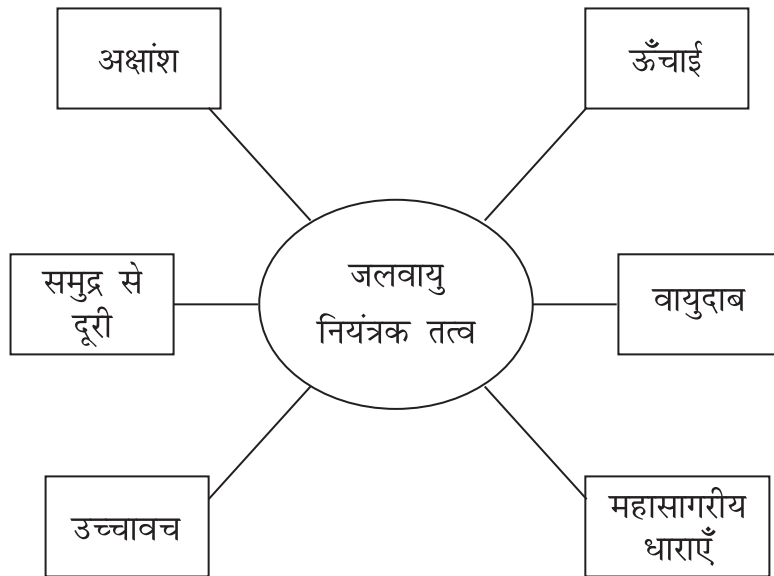 अक्षांश
ऊँचाई
जलवायु
नियंत्रक तत्व
समुद्र से
दूरी
वायुदाब
उच्चावच
महासागरीय
धाराएँ